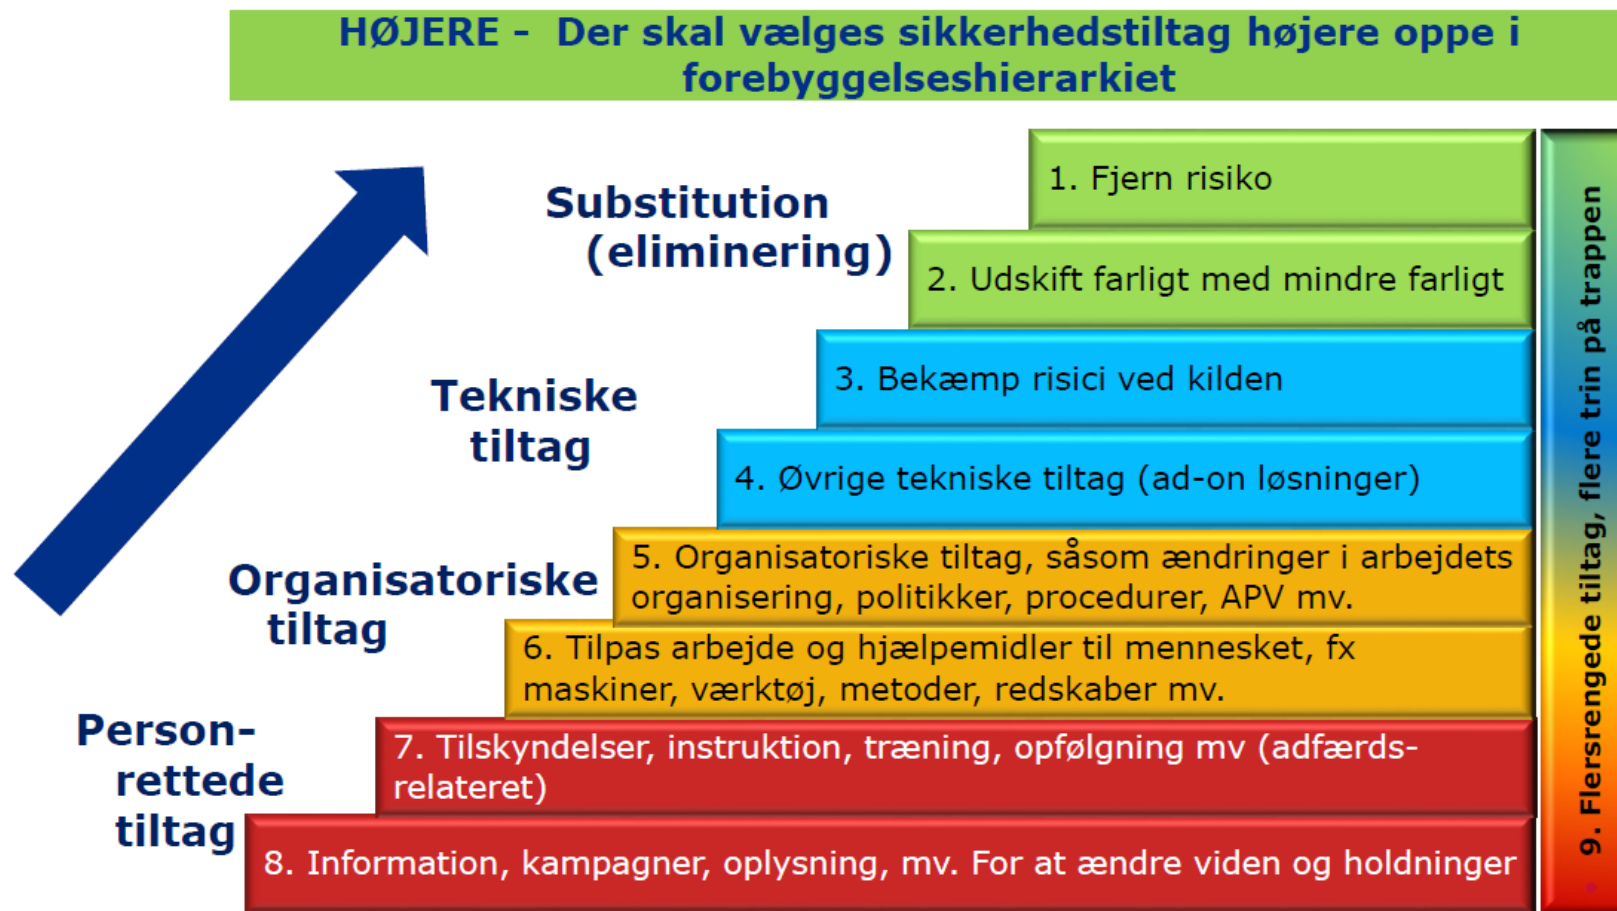 HØJERE - Der skal vælges sikkerhedstiltag højere oppe i
forebyggelseshierarkiet
Substitution
(eliminering)
1. Fjern risiko
2. Udskift farligt med mindre farligt
Tekniske
tiltag
3. Bekæmp risici ved kilden
4. Øvrige tekniske tiltag (ad-on løsninger)
Organisatoriske
tiltag
5. Organisatoriske tiltag, såsom ændringer i arbejdets
organisering, politikker, procedurer, APV mv.
6. Tilpas arbejde og hjælpemidler til mennesket, fx
maskiner, værktøj, metoder, redskaber mv.
Person-
rettede
tiltag
7. Tilskyndelser, instruktion, træning, opfølgning mv (adfærds-
relateret)
8. Information, kampagner, oplysning, mv. For at ændre viden og holdninger
9. Flersrengede tiltag, flere trin på trappen